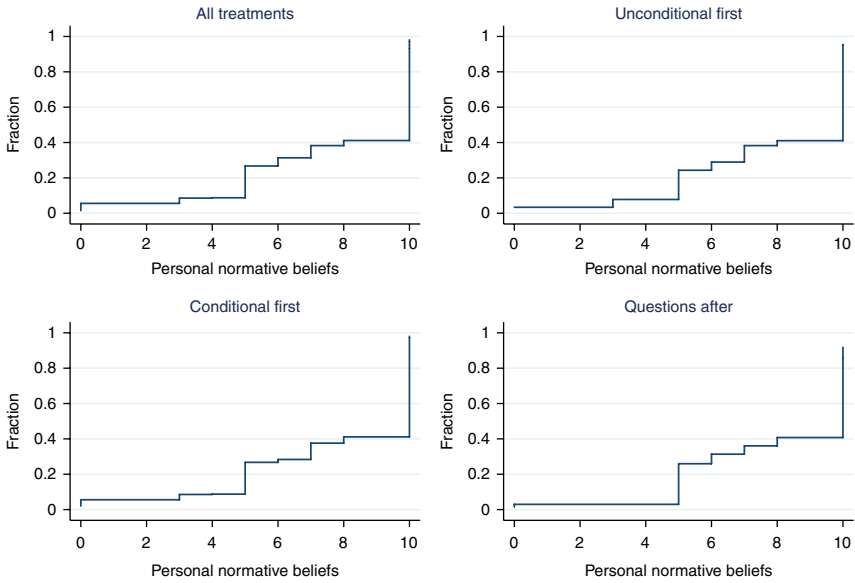 All treatments
1
0.8
0.6
0.4
0.2
0
Fraction
0 2 4 6 8 10
Personal normative beliefs
Unconditional first
1
0.8
0.6
0.4
0.2
0
Fraction
0 2 4 6 8 10
Personal normative beliefs
Conditional first
1
0.8
0.6
0.4
0.2
0
Fraction
0 2 4 6 8 10
Personal normative beliefs
Questions after
1
0.8
0.6
0.4
0.2
0
Fraction
0 2 4 6 8 10
Personal normative beliefs